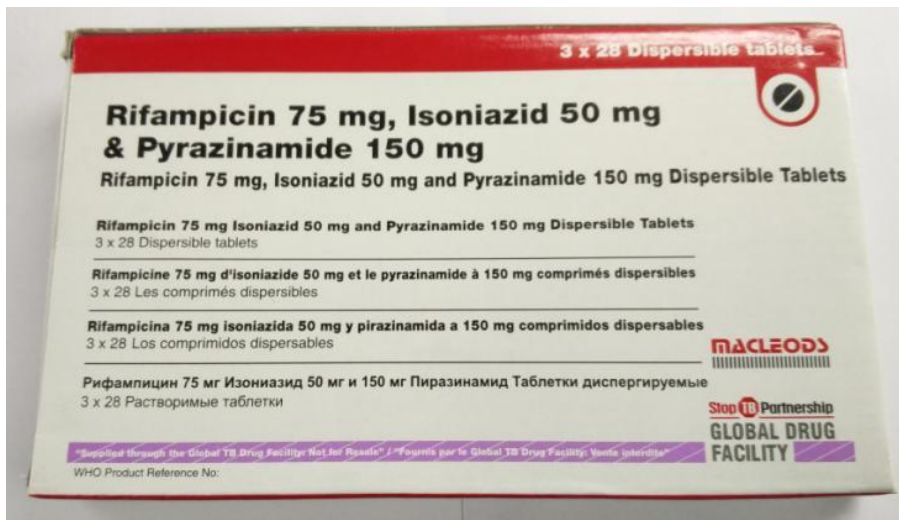 3 x 28 Dispersible tablets
Rifampicin 75 mg, Isoniazid 50 mg
& Pyrazinamide 150 mg
Rifampicin 75 mg, Isoniazid 50 mg and Pyrazinamide 150 mg Dispersible Tablets
Rifampicin 75 mg Isoniazid 50 mg and Pyrazinamide 150 mg Dispersible Tablets
3 x 28 Dispersible tablets
Rifampicine 75 mg d'isoniazide 50 mg et le pyrazinamide à 150 mg comprimés dispersibles
3 x 28 Les comprimés dispersibles
Rifampicina 75 mg isoniazida 50 mg y pirazinamida a 150 mg comprimidos dispersables
3 x 28 Los comprimidos dispersables
MACLEODS
Рифампицин 75 мг Изониазид 50 мг и 150 мг Пиразинамид Таблетки диспергируемые
3 x 28 Растворимые таблетки
Stop TB Partnership
GLOBAL DRUG
FACILITY
"Supplied through the Global TB Drug Facility: Not for Resale" / "Fournis par le Global TB Drug Facility: Vente interdite"
WHO Product Reference No: